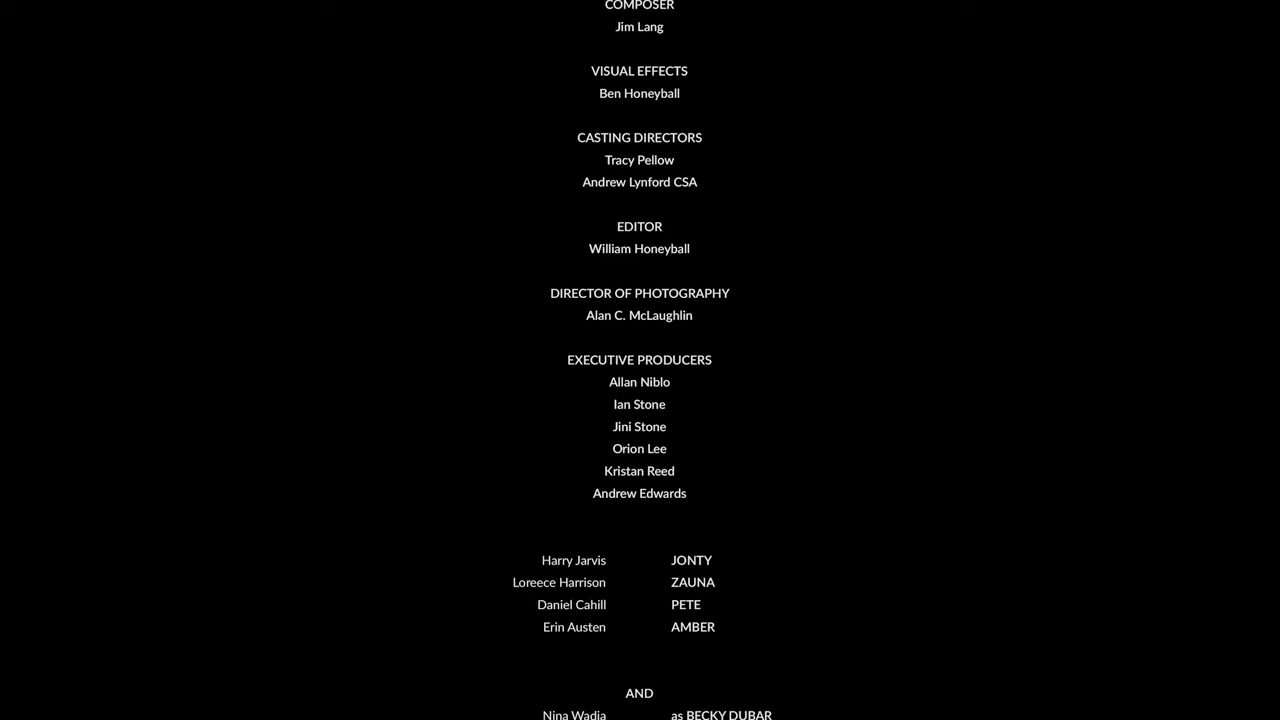 COMPOSER
Jim Lang
VISUAL EFFECTS
Ben Honeyball
CASTING DIRECTORS
Tracy Pellow
Andrew Lynford CSA
EDITOR
William Honeyball
DIRECTOR OF PHOTOGRAPHY
Alan C. McLaughlin
EXECUTIVE PRODUCERS
Allan Niblo
Ian Stone
Jini Stone
Orion Lee
Kristan Reed
Andrew Edwards
Harry Jarvis JONTY
Loreece Harrison ZAUNA
Daniel Cahill PETE
Erin Austen AMBER
AND
Nina Wadia as BECKY DUBAR